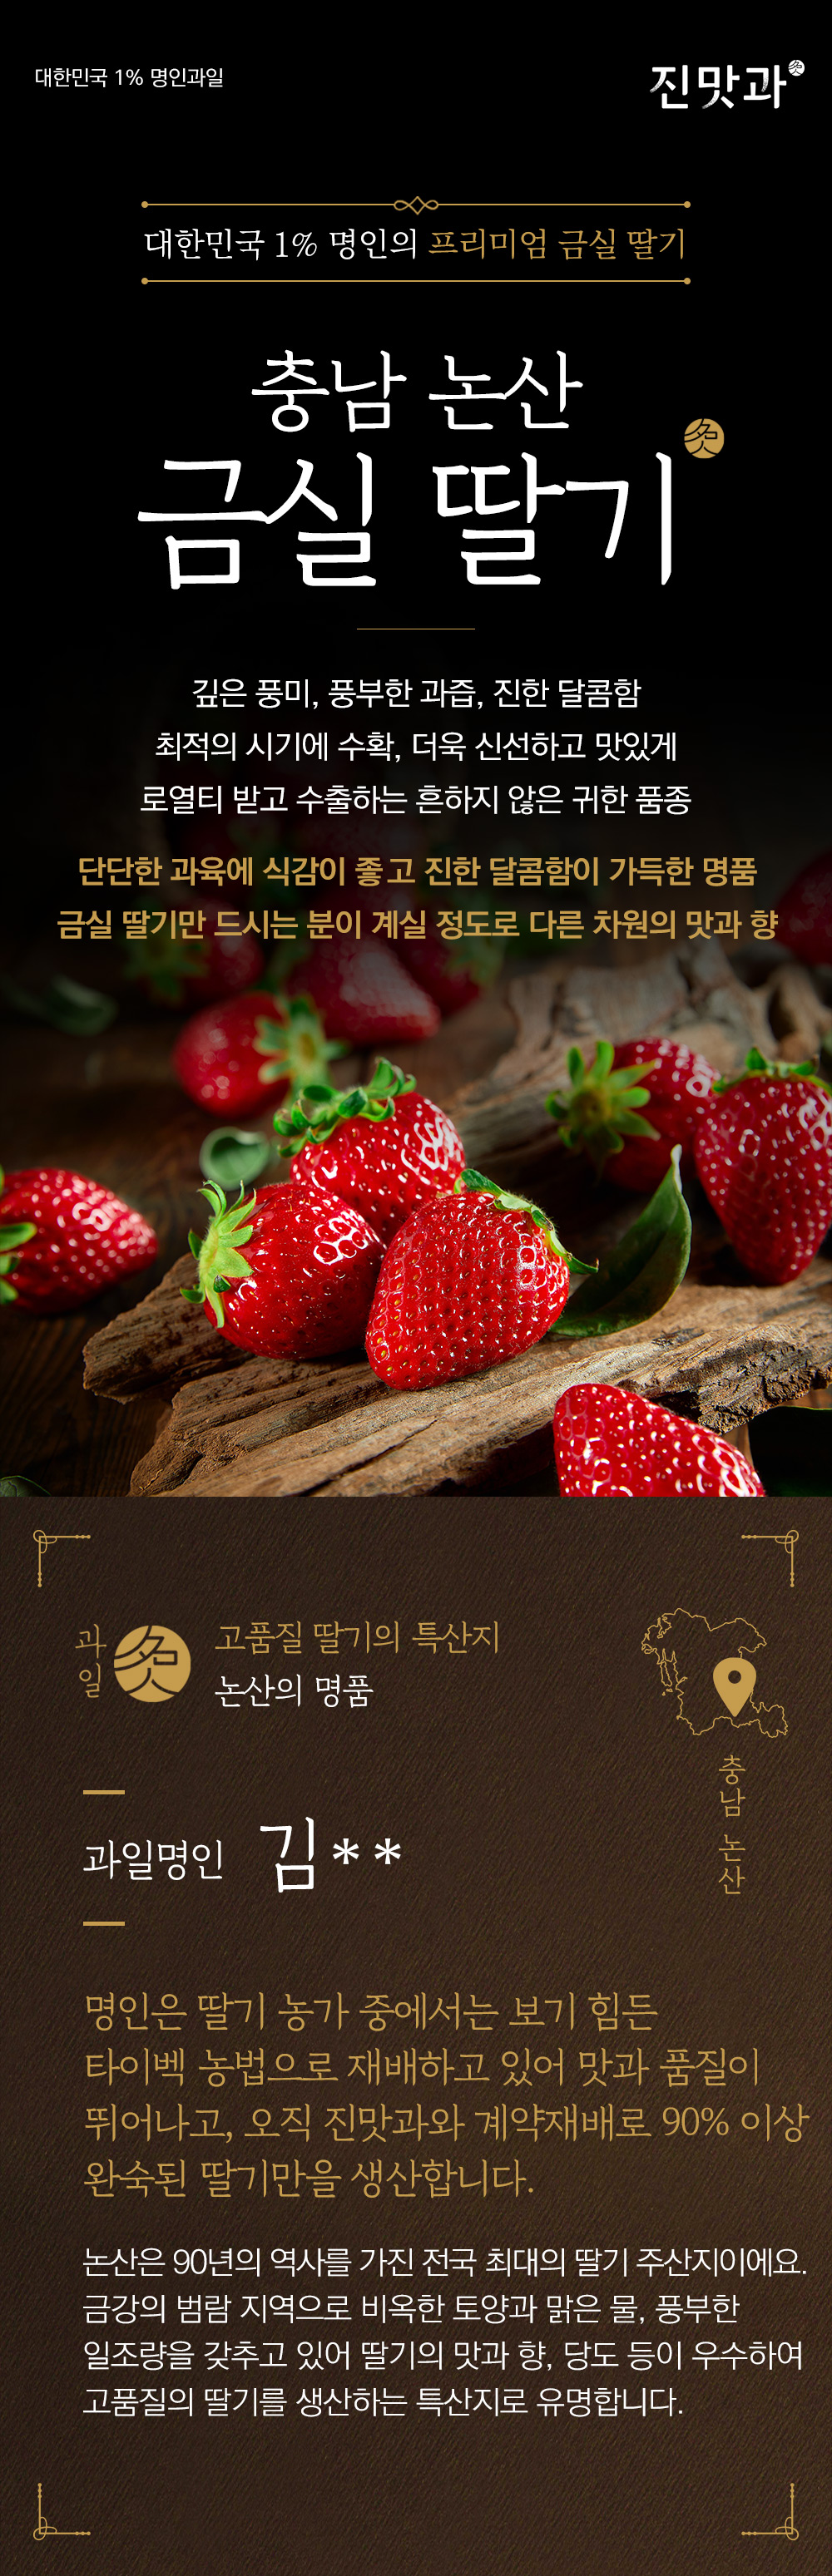 대한민국 1% 명인과일
진맛과
대한민국 1% 명인의 프리미엄 금실 딸기
충남 논산
금실 딸기
깊은 풍미, 풍부한 과즙, 진한 달콤함
최적의 시기에 수확, 더욱 신선하고 맛있게
로열티 받고 수출하는 흔하지 않은 귀한 품종
단단한 과육에 식감이 좋고 진한 달콤함이 가득한 명품
금실 딸기만 드시는 분이 계실 정도로 다른 차원의 맛과 향
과일
고품질 딸기의 특산지
논산의 명품
충남 논산
과일명인 김**
명인은 딸기 농가 중에서는 보기 힘든
타이벡 농법으로 재배하고 있어 맛과 품질이
뛰어나고, 오직 진맛과와 계약재배로 90% 이상
완숙된 딸기만을 생산합니다.
논산은 90년의 역사를 가진 전국 최대의 딸기 주산지이에요.
금강의 범람 지역으로 비옥한 토양과 맑은 물, 풍부한
일조량을 갖추고 있어 딸기의 맛과 향, 당도 등이 우수하여
고품질의 딸기를 생산하는 특산지로 유명합니다.